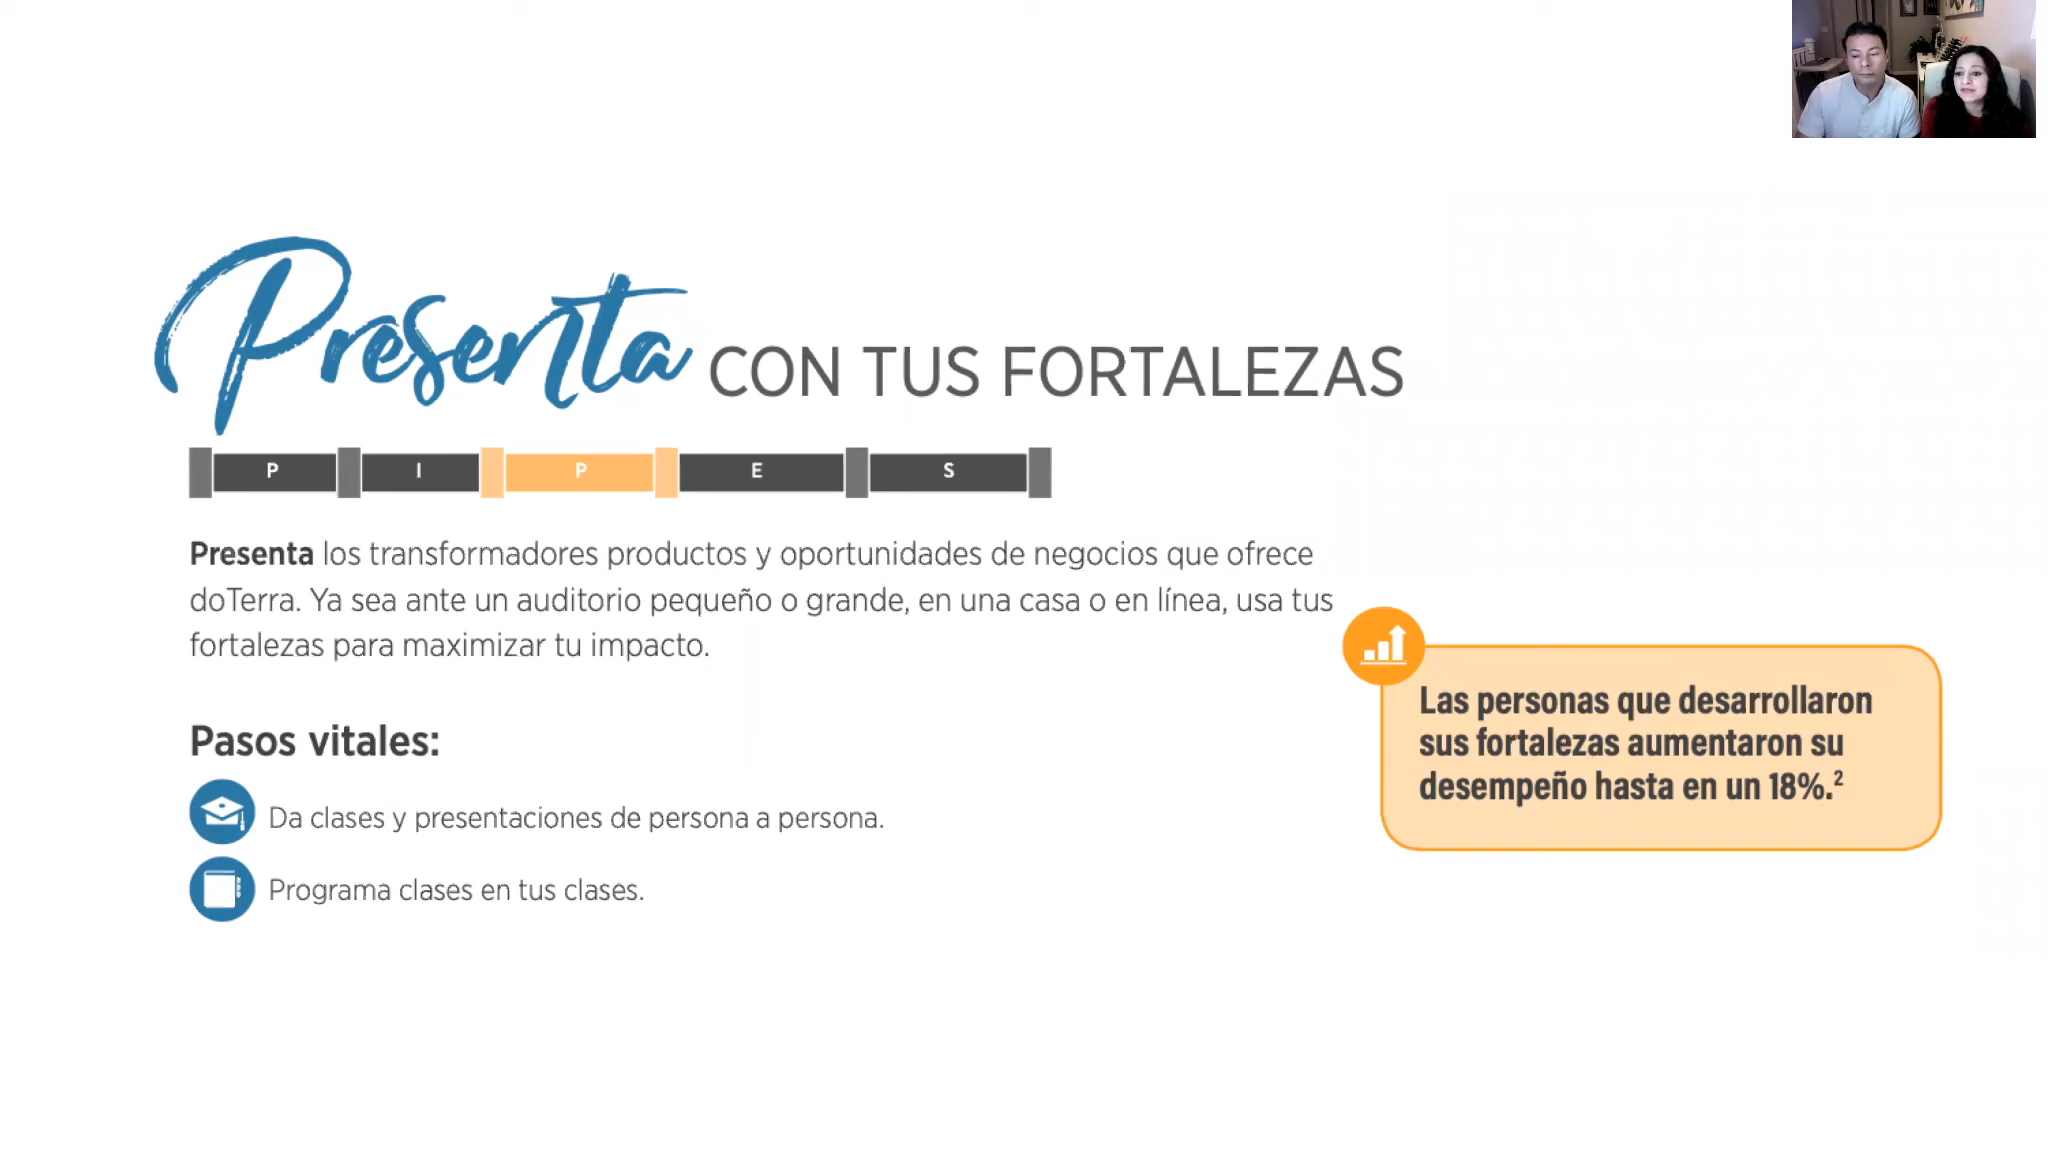 Presenta CON TUS FORTALEZAS
P I P E S
Presenta los transformadores productos y oportunidades de negocios que ofrece
doTerra. Ya sea ante un auditorio pequeño o grande, en una casa o en línea, usa tus
fortalezas para maximizar tu impacto.
Las personas que desarrollaron
sus fortalezas aumentaron su
desempeño hasta en un 18%.²
Pasos vitales:
Da clases y presentaciones de persona a persona.
Programa clases en tus clases.